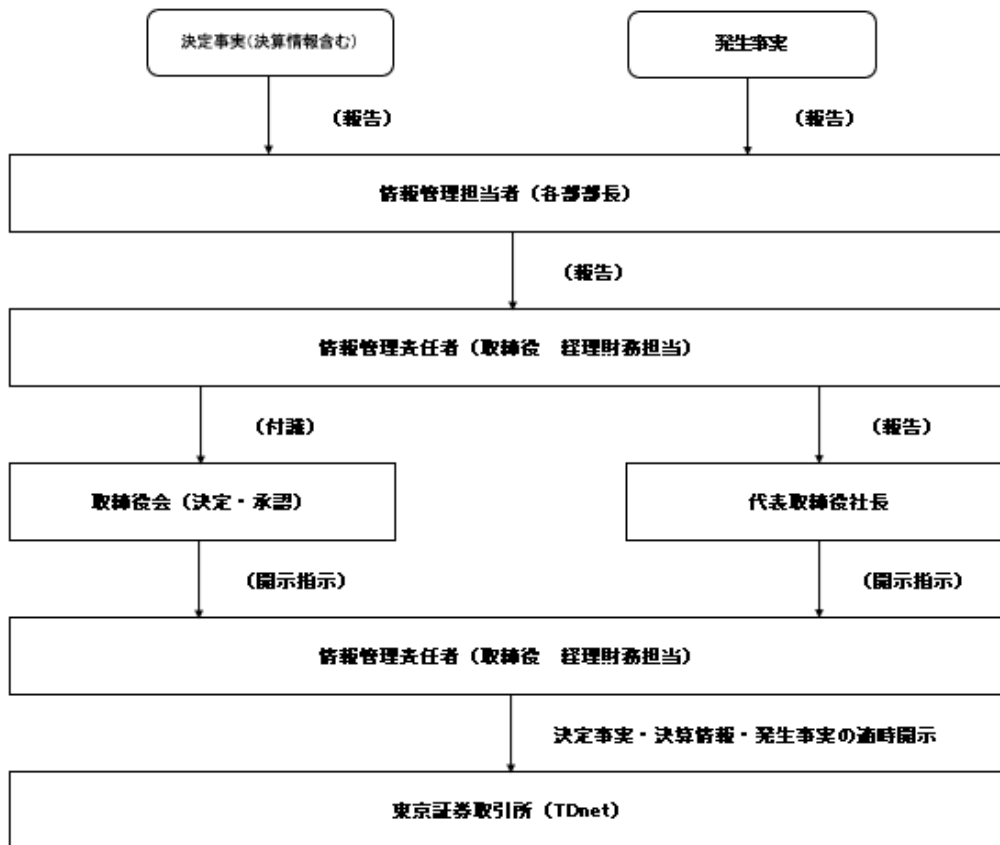 決定事実(決算情報含む)
発生事実
(報告)
(報告)
情報管理担当者(各部部長)
(報告)
情報管理責任者(取締役　経理財務担当)
(付議)
(報告)
取締役会(決定・承認)
代表取締役社長
(開示指示)
(開示指示)
情報管理責任者(取締役　経理財務担当)
決定事実・決算情報・発生事実の適時開示
東京証券取引所(TDnet)